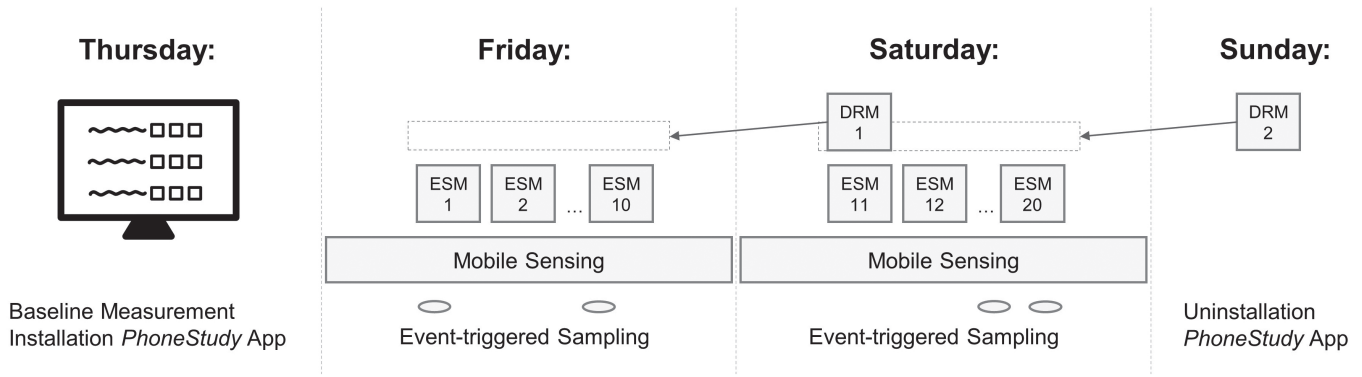 Thursday:
Friday:
Saturday:
Sunday:
DRM
1
DRM
2
ESM
1
ESM
2
...
ESM
10
ESM
11
ESM
12
...
ESM
20
Mobile Sensing
Mobile Sensing
Baseline Measurement
Installation PhoneStudy App
Event-triggered Sampling
Event-triggered Sampling
Uninstallation
PhoneStudy App